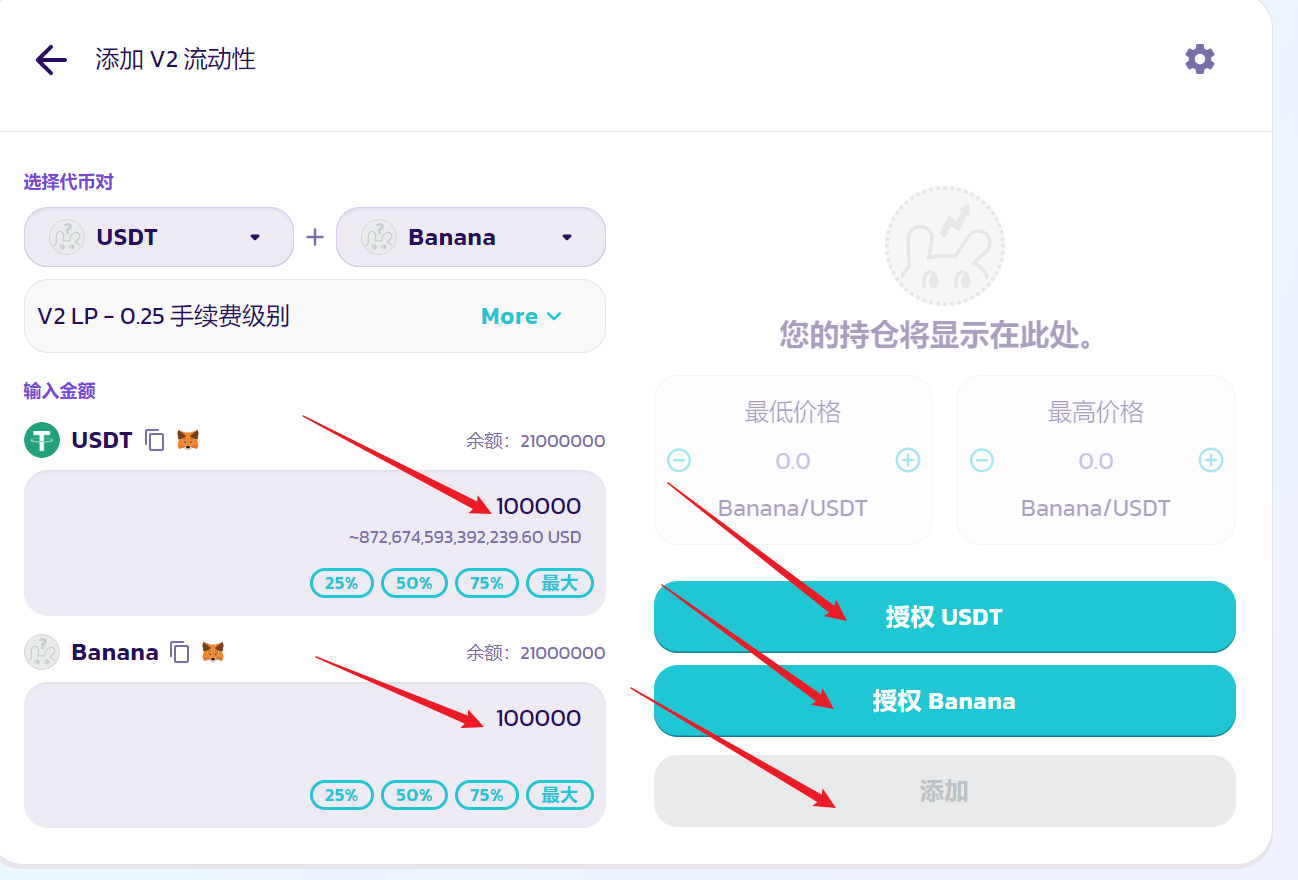 添加 V2 流动性
选择代币对
USDT
+
Banana
V2 LP - 0.25 手续费级别
More
输入金额
USDT
余额：21000000
100000
~872,674,593,392,239.60 USD
25%
50%
75%
最大
Banana
余额：21000000
100000
25%
50%
75%
最大
您的持仓将显示在此处。
最低价格
0.0
Banana/USDT
最高价格
0.0
Banana/USDT
授权 USDT
授权 Banana
添加